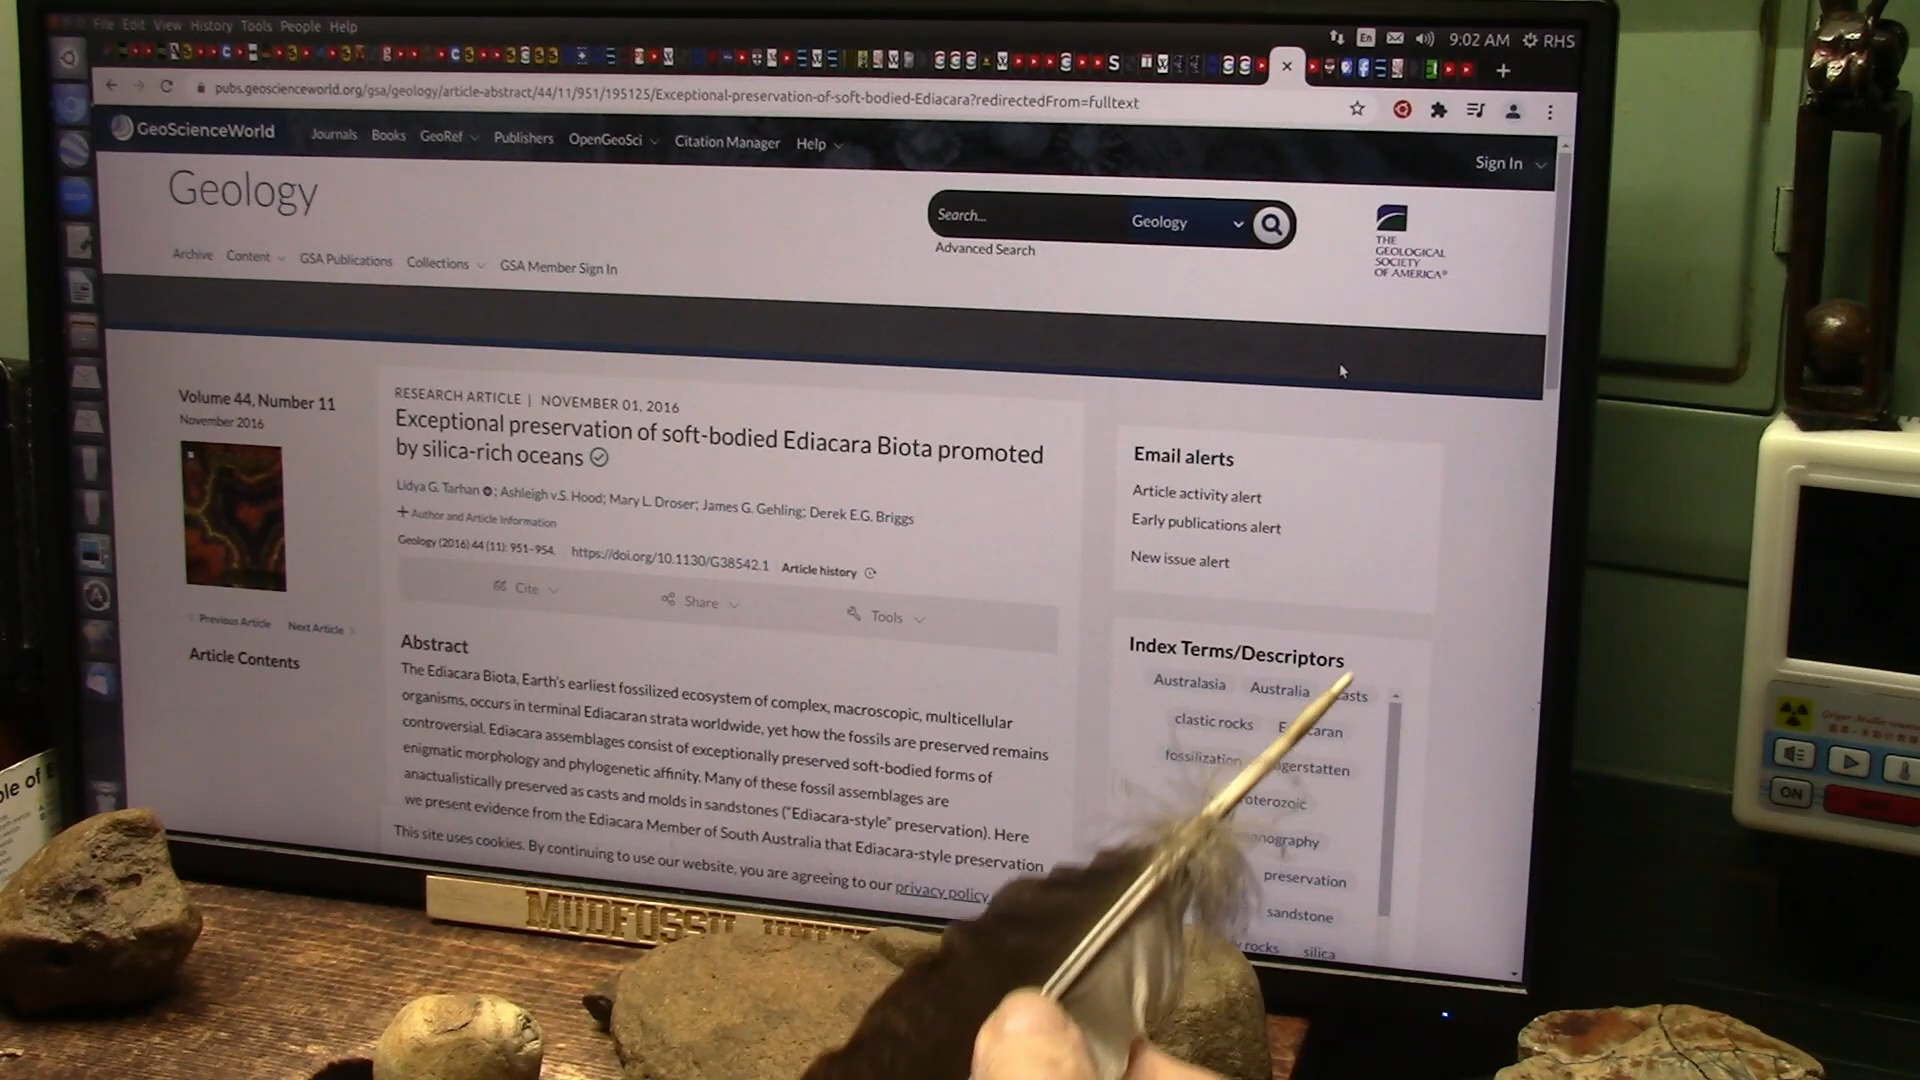 File Edit View History Tools People Help
En 9:02 AM RHS
pubs.geoscienceworld.org/gsa/geology/article-abstract/44/11/951/195125/Exceptional-preservation-of-soft-bodied-Ediacara?redirectedFrom=fulltext
GeoScienceWorld Journals Books GeoRef Publishers OpenGeoSci Citation Manager Help Sign In
Geology
Search... Geology
Advanced Search
THE
GEOLOGICAL
SOCIETY
OF AMERICA®
Archive Content GSA Publications Collections GSA Member Sign In
Volume 44, Number 11
November 2016
Previous Article Next Article
Article Contents
RESEARCH ARTICLE | NOVEMBER 01, 2016
Exceptional preservation of soft-bodied Ediacara Biota promoted
by silica-rich oceans
Lidya G. Tarhan; Ashleigh v.S. Hood; Mary L. Droser; James G. Gehling; Derek E.G. Briggs
+ Author and Article Information
Geology (2016) 44 (11): 951–954. https://doi.org/10.1130/G38542.1 Article history
Cite Share Tools
Abstract
The Ediacara Biota, Earth's earliest fossilized ecosystem of complex, macroscopic, multicellular
organisms, occurs in terminal Ediacaran strata worldwide, yet how the fossils are preserved remains
controversial. Ediacara assemblages consist of exceptionally preserved soft-bodied forms of
enigmatic morphology and phylogenetic affinity. Many of these fossil assemblages are
anactualistically preserved as casts and molds in sandstones ("Ediacara-style" preservation). Here
we present evidence from the Ediacara Member of South Australia that Ediacara-style preservation
This site uses cookies. By continuing to use our website, you are agreeing to our privacy policy.
Email alerts
Article activity alert
Early publications alert
New issue alert
Index Terms/Descriptors
Australasia Australia
clastic rocks
fossilization
preservation
sandstone
rocks silica
MUDFOSSIL
ON